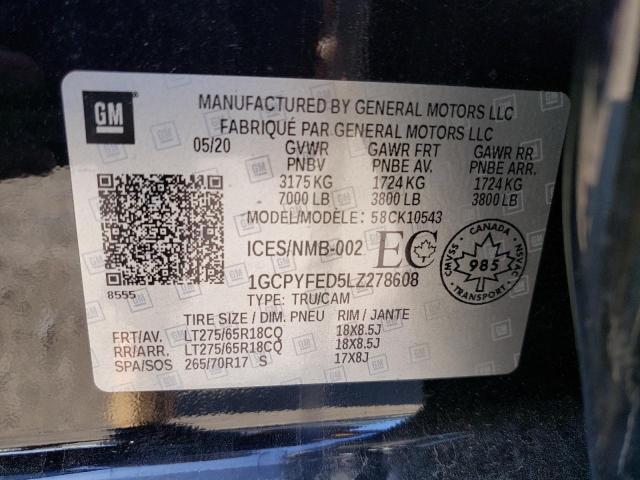 GM
MANUFACTURED BY GENERAL MOTORS LLC
FABRIQUÉ PAR GENERAL MOTORS LLC
05/20 GVWR GAWR FRT GAWR RR
PNBV PNBE AV. PNBE ARR.
3175 KG 1724 KG 1724 KG
7000 LB 3800 LB 3800 LB
MODEL/MODÈLE: 58CK10543
ICES/NMB-002 EC
CANADA
CMVSS 985 NSVAC
TRANSPORT
8555
1GCPYFED5LZ278608
TYPE: TRU/CAM
TIRE SIZE / DIM. PNEU RIM / JANTE
FRT/AV. LT275/65R18CQ 18X8.5J
RR/ARR. LT275/65R18CQ 18X8.5J
SPA/SOS 265/70R17 S 17X8J